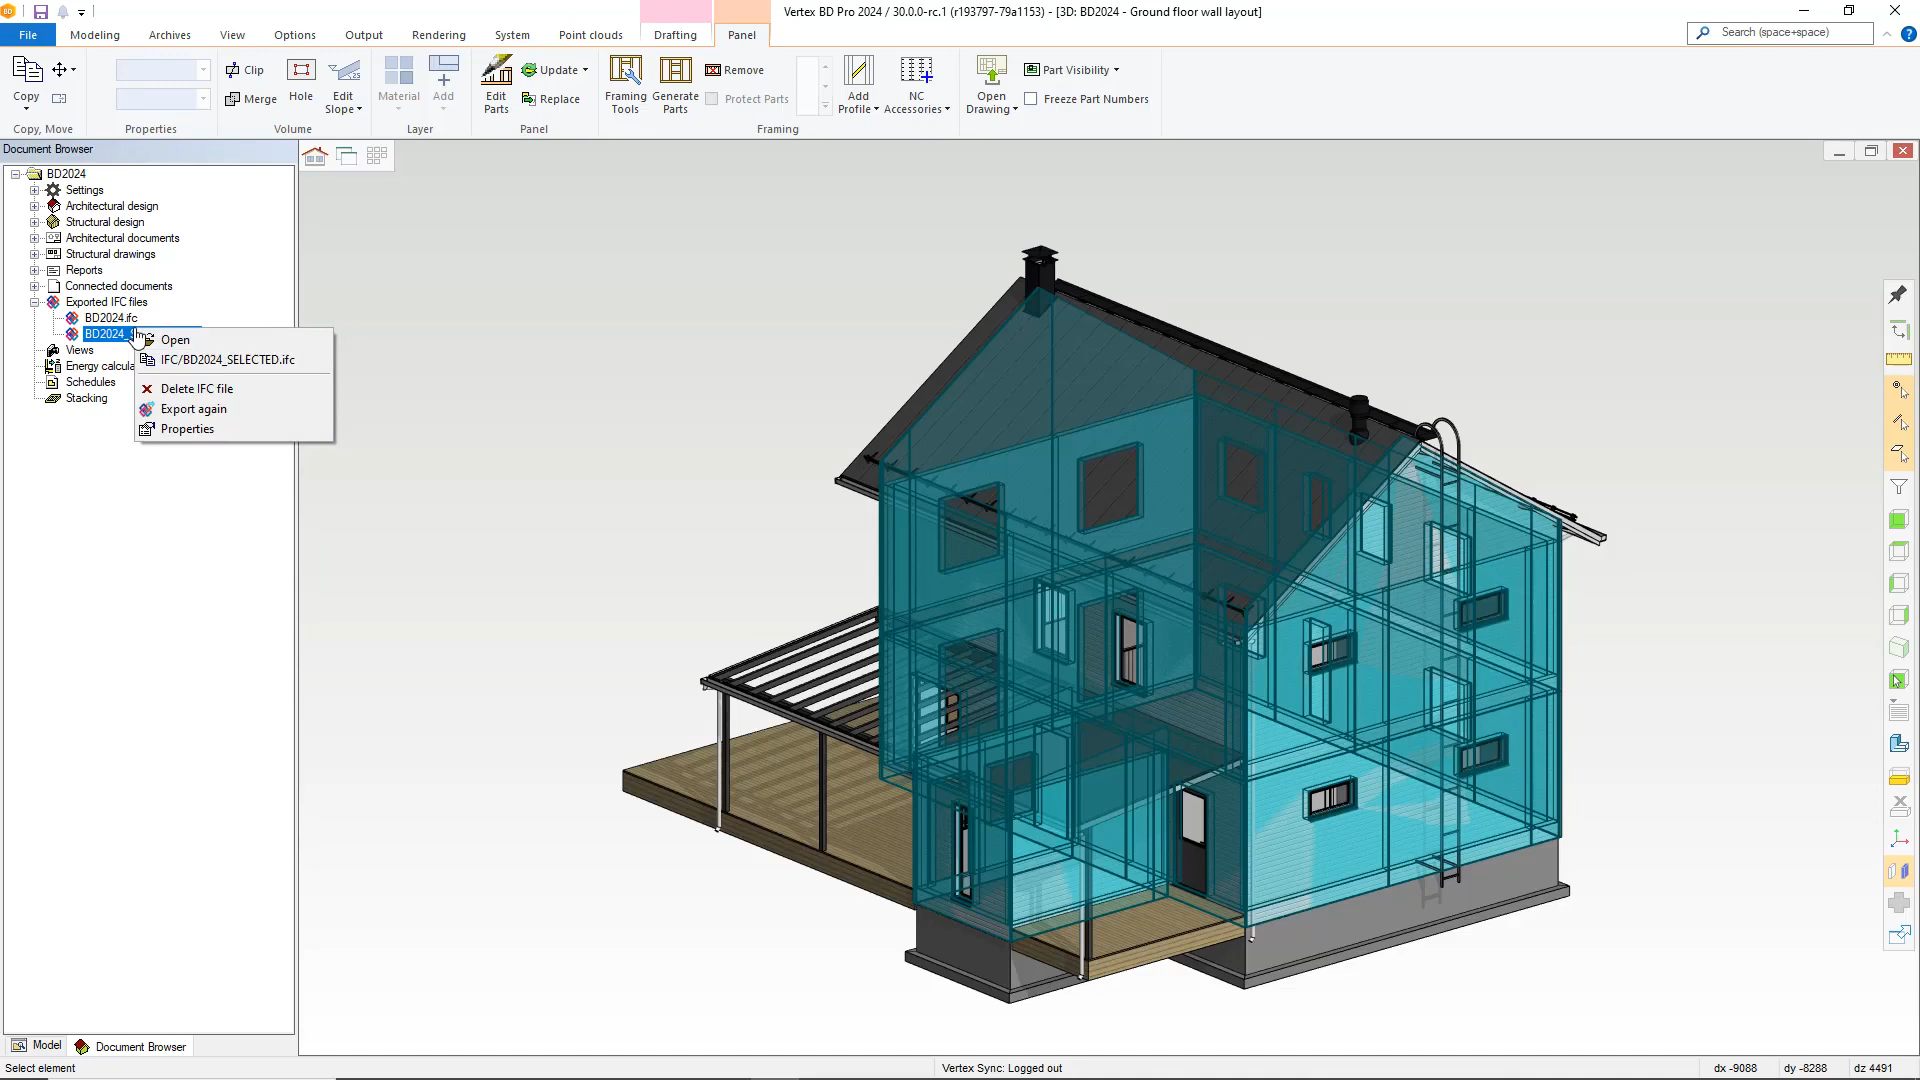 Vertex BD Pro 2024 / 30.0.0-rc.1 (r193797-79a1153) - [3D: BD2024 - Ground floor wall layout]
File Modeling Archives View Options Output Rendering System Point clouds Drafting Panel
Search (space+space)
Copy
Copy, Move
Properties
Clip
Merge
Hole
Edit Slope
Volume
Material
Add
Layer
Edit Parts
Update
Replace
Panel
Framing Tools
Generate Parts
Remove
Protect Parts
Add Profile
NC Accessories
Framing
Open Drawing
Part Visibility
Freeze Part Numbers
Document Browser
BD2024
Settings
Architectural design
Structural design
Architectural documents
Structural drawings
Reports
Connected documents
Exported IFC files
BD2024.ifc
BD2024_
Views
Energy calcula
Schedules
Stacking
Open
IFC/BD2024_SELECTED.ifc
Delete IFC file
Export again
Properties
Model
Document Browser
Select element
Vertex Sync: Logged out
dx -9088
dy -8288
dz 4491